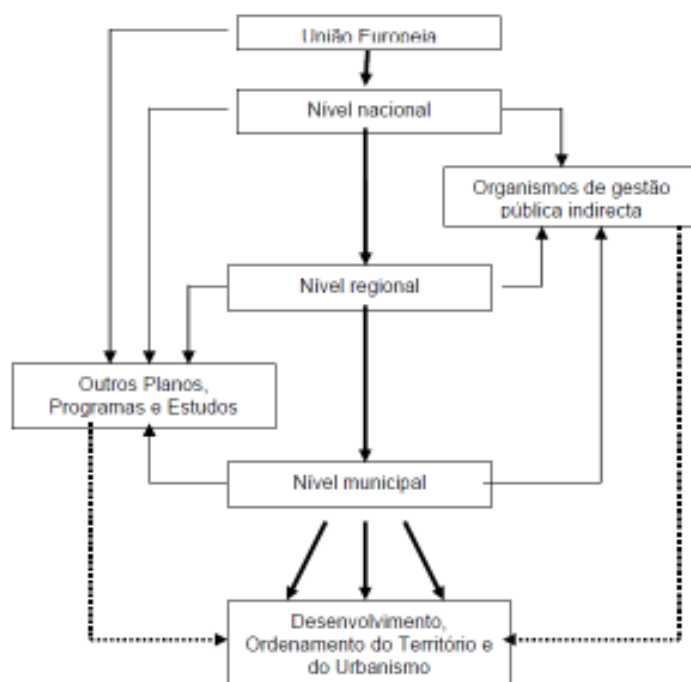 União Europeia
Nível nacional
Organismos de gestão
pública indirecta
Nível regional
Outros Planos,
Programas e Estudos
Nível municipal
Desenvolvimento,
Ordenamento do Território e
do Urbanismo